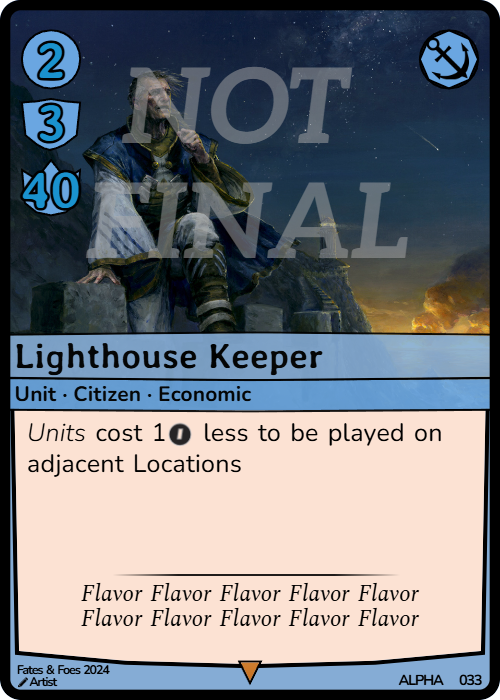 2
3
40
NOT
FINAL
Lighthouse Keeper
Unit · Citizen · Economic
Units cost 1 less to be played on
adjacent Locations
Flavor Flavor Flavor Flavor Flavor
Flavor Flavor Flavor Flavor Flavor
Fates & Foes 2024
Artist
ALPHA 033